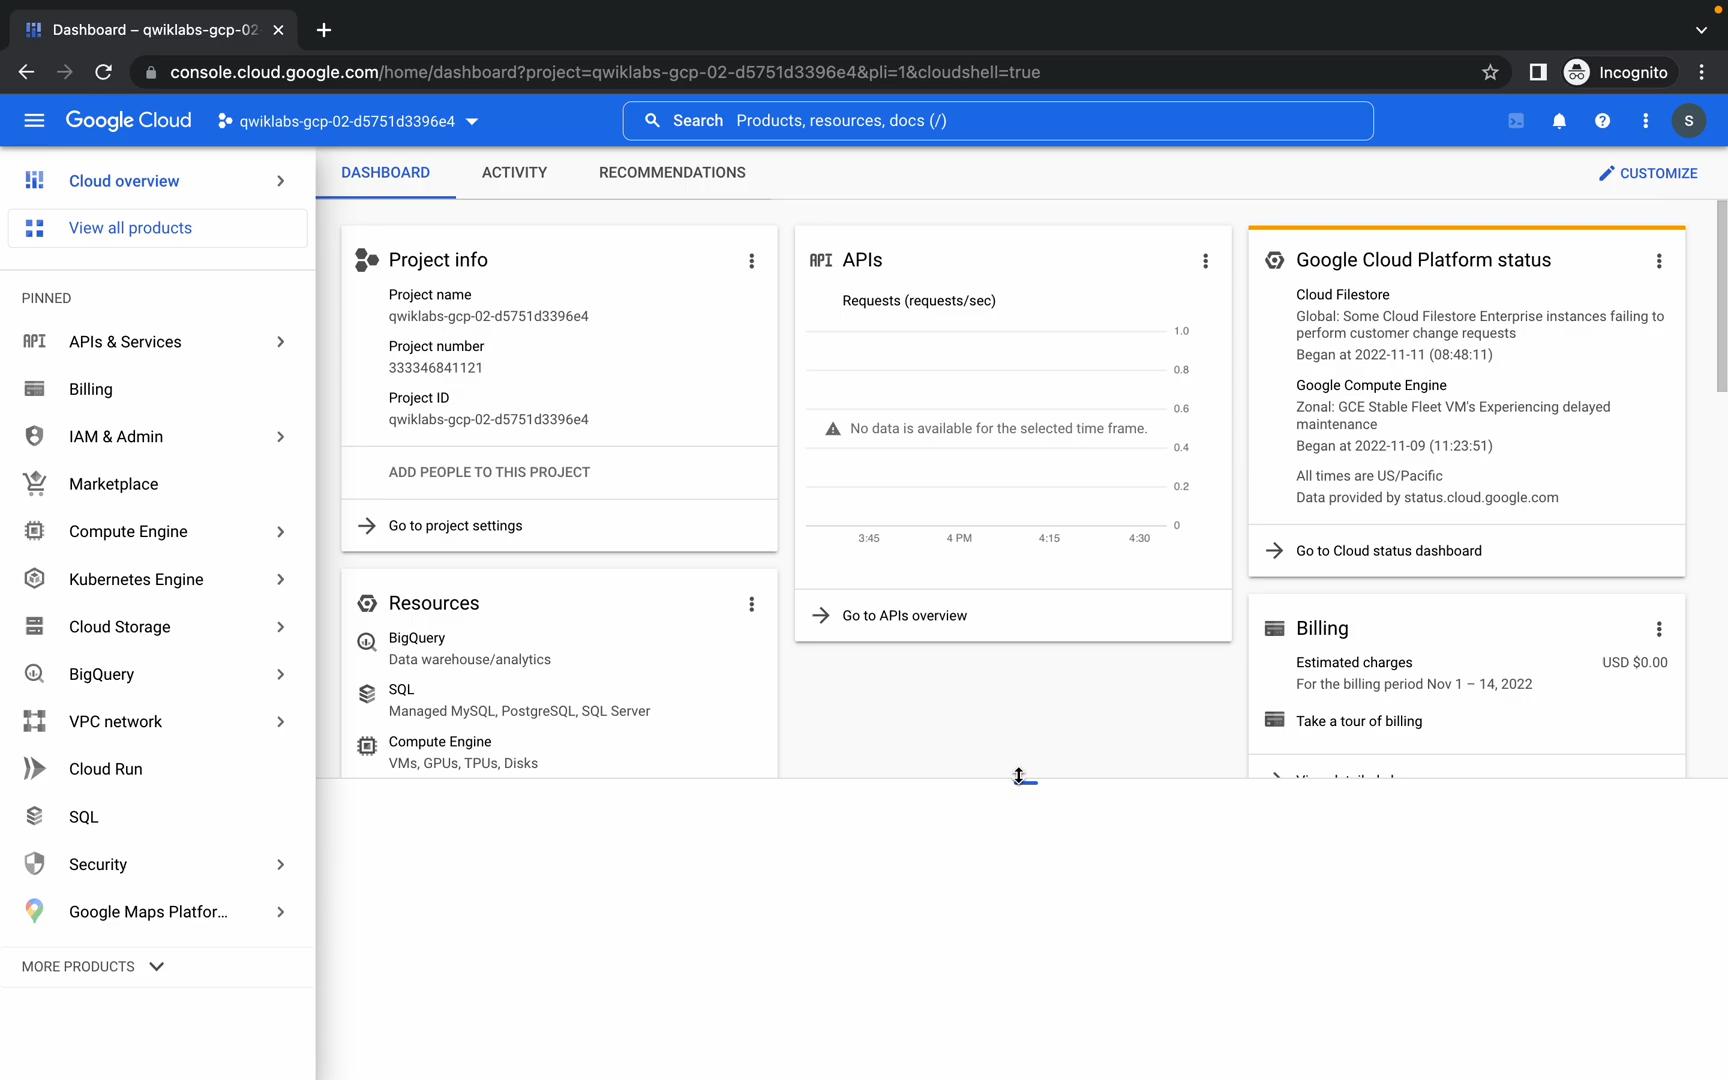 Dashboard – qwiklabs-gcp-02
console.cloud.google.com/home/dashboard?project=qwiklabs-gcp-02-d5751d3396e4&pli=1&cloudshell=true
Incognito
Google Cloud
qwiklabs-gcp-02-d5751d3396e4
Search Products, resources, docs (/)
S
Cloud overview
View all products
PINNED
API APIs & Services
Billing
IAM & Admin
Marketplace
Compute Engine
Kubernetes Engine
Cloud Storage
BigQuery
VPC network
Cloud Run
SQL
Security
Google Maps Platfor...
MORE PRODUCTS
DASHBOARD
ACTIVITY
RECOMMENDATIONS
CUSTOMIZE
Project info
Project name
qwiklabs-gcp-02-d5751d3396e4
Project number
333346841121
Project ID
qwiklabs-gcp-02-d5751d3396e4
ADD PEOPLE TO THIS PROJECT
Go to project settings
Resources
BigQuery
Data warehouse/analytics
SQL
Managed MySQL, PostgreSQL, SQL Server
Compute Engine
VMs, GPUs, TPUs, Disks
API APIs
Requests (requests/sec)
1.0
0.8
0.6
No data is available for the selected time frame.
0.4
0.2
0
3:45 4 PM 4:15 4:30
Go to APIs overview
Google Cloud Platform status
Cloud Filestore
Global: Some Cloud Filestore Enterprise instances failing to
perform customer change requests
Began at 2022-11-11 (08:48:11)
Google Compute Engine
Zonal: GCE Stable Fleet VM's Experiencing delayed
maintenance
Began at 2022-11-09 (11:23:51)
All times are US/Pacific
Data provided by status.cloud.google.com
Go to Cloud status dashboard
Billing
Estimated charges USD $0.00
For the billing period Nov 1 – 14, 2022
Take a tour of billing